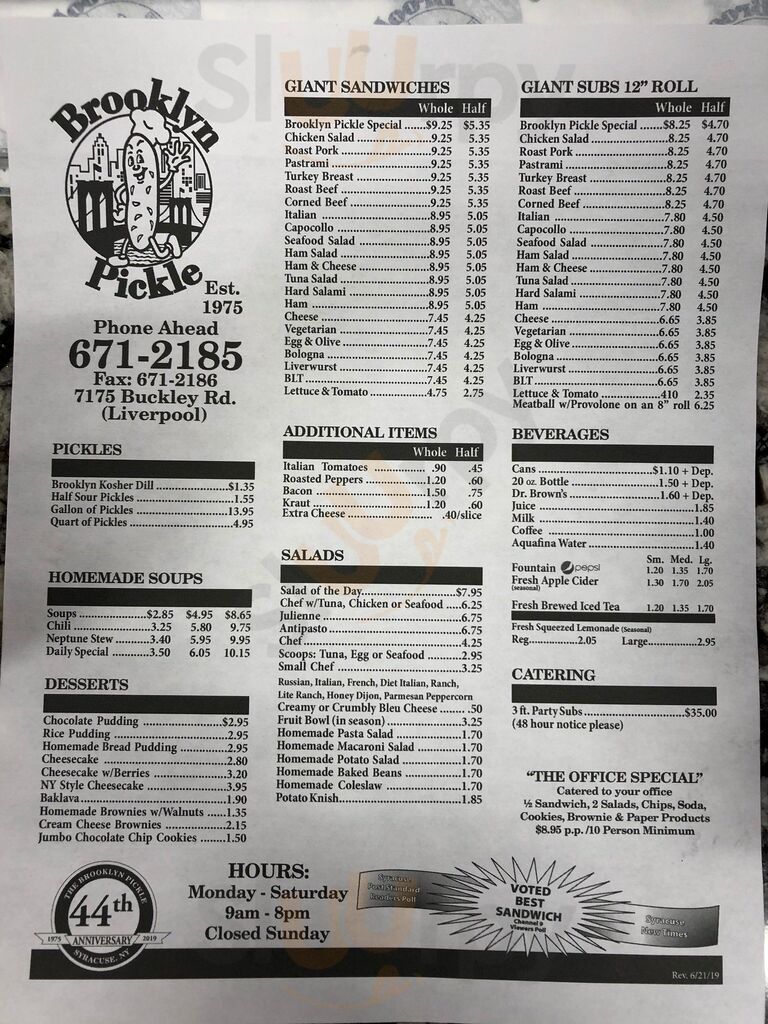 Brooklyn
Pickle
Est.
1975
Phone Ahead
671-2185
Fax: 671-2186
7175 Buckley Rd.
(Liverpool)
PICKLES
Brooklyn Kosher Dill ....................$1.35
Half Sour Pickles ..........................1.55
Gallon of Pickles .........................13.95
Quart of Pickles ............................4.95
HOMEMADE SOUPS
Soups ..................$2.85 $4.95 $8.65
Chili .....................3.25 5.80 9.75
Neptune Stew ..........3.40 5.95 9.95
Daily Special ...........3.50 6.05 10.15
DESSERTS
Chocolate Pudding .....................$2.95
Rice Pudding ..............................2.80
Homemade Bread Pudding ............2.95
Cheesecake ................................2.80
Cheesecake w/Berries ..................3.20
NY Style Cheesecake ....................3.95
Baklava......................................1.90
Homemade Brownies w/Walnuts .....1.35
Cream Cheese Brownies ...............2.15
Jumbo Chocolate Chip Cookies .......1.50
GIANT SANDWICHES
Whole Half
Brooklyn Pickle Special ......$9.25 $5.35
Chicken Salad .....................9.25 5.35
Roast Pork .........................9.25 5.35
Pastrami ............................9.25 5.35
Turkey Breast .....................9.25 5.35
Roast Beef .........................9.25 5.35
Corned Beef .......................9.25 5.35
Italian ...............................8.95 5.05
Capocollo ..........................8.95 5.05
Seafood Salad ....................8.95 5.05
Ham Salad .........................8.95 5.05
Ham & Cheese ....................8.95 5.05
Tuna Salad .........................8.95 5.05
Hard Salami .......................8.95 5.05
Ham ..................................8.95 5.05
Cheese ..............................7.45 4.25
Vegetarian .........................7.45 4.25
Egg & Olive ........................7.45 4.25
Bologna .............................7.45 4.25
Liverwurst .........................7.45 4.25
BLT ...................................7.45 4.25
Lettuce & Tomato ................4.75 2.75
ADDITIONAL ITEMS
Whole Half
Italian Tomatoes .................. .90 .45
Roasted Peppers ..................1.20 .60
Bacon ................................1.50 .75
Kraut .................................1.20 .60
Extra Cheese ....................... .40/slice
SALADS
Salad of the Day..........................$7.95
Chef w/Tuna, Chicken or Seafood .....6.25
Julienne ....................................6.75
Antipasto ...................................6.75
Chef..........................................4.25
Scoops: Tuna, Egg or Seafood .........2.95
Small Chef .................................3.25
Russian, Italian, French, Diet Italian, Ranch,
Lite Ranch, Honey Dijon, Parmesan Peppercorn
Creamy or Crumbly Bleu Cheese ....... .50
Fruit Bowl (in season)...................3.25
Homemade Pasta Salad .................1.70
Homemade Macaroni Salad ............1.70
Homemade Potato Salad ................1.70
Homemade Baked Beans ................1.70
Homemade Coleslaw .....................1.70
Potato Knish................................1.85
GIANT SUBS 12” ROLL
Whole Half
Brooklyn Pickle Special .......$8.25 $4.70
Chicken Salad ......................8.25 4.70
Roast Pork ..........................8.25 4.70
Pastrami .............................8.25 4.70
Turkey Breast ......................8.25 4.70
Roast Beef ..........................8.25 4.70
Corned Beef ........................8.25 4.70
Italian ................................7.80 4.50
Capocollo ...........................7.80 4.50
Seafood Salad .....................7.80 4.50
Ham Salad ..........................7.80 4.50
Ham & Cheese .....................7.80 4.50
Tuna Salad ..........................7.80 4.50
Hard Salami ........................7.80 4.50
Ham ...................................7.80 4.50
Cheese ...............................6.65 3.85
Vegetarian ..........................6.65 3.85
Egg & Olive .........................6.65 3.85
Bologna ..............................6.65 3.85
Liverwurst ..........................6.65 3.85
BLT ....................................6.65 3.85
Lettuce & Tomato .................410 2.35
Meatball w/Provolone on an 8” roll 6.25
BEVERAGES
Cans ................................$1.10 + Dep.
20 oz. Bottle .......................1.50 + Dep.
Dr. Brown's.........................1.60 + Dep.
Juice .........................................1.85
Milk ..........................................1.40
Coffee .......................................1.00
Aquafina Water ...........................1.40
Sm. Med. Lg.
Fountain pepsi 1.20 1.35 1.70
Fresh Apple Cider 1.30 1.70 2.05
(seasonal)
Fresh Brewed Iced Tea 1.20 1.35 1.70
Fresh Squeezed Lemonade (Seasonal)
Reg...........2.05 Large..................2.95
CATERING
3 ft. Party Subs...........................$35.00
(48 hour notice please)
"THE OFFICE SPECIAL"
Catered to your office
½ Sandwich, 2 Salads, Chips, Soda,
Cookies, Brownie & Paper Products
$8.95 p.p. /10 Person Minimum
THE BROOKLYN PICKLE
44th
1975 ANNIVERSARY 2019
SYRACUSE, NY
HOURS:
Monday - Saturday
9am - 8pm
Closed Sunday
Syracuse
Post Standard
Readers Poll
VOTED
BEST
SANDWICH
Channel 9
Viewers Poll
Syracuse
New Times
Rev. 6/21/19